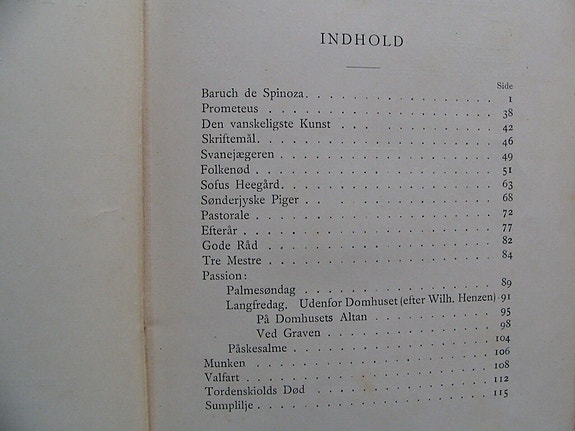 INDHOLD
Side
Baruch de Spinoza. . . . . . . . . . . . . . . 1
Prometeus . . . . . . . . . . . . . . . 38
Den vanskeligste Kunst . . . . . . . . . . . . 42
Skriftemål. . . . . . . . . . . . . . . 46
Svanejægeren . . . . . . . . . . . . . . . 49
Folkenød . . . . . . . . . . . . . . . 51
Sofus Heegård. . . . . . . . . . . . . . . 63
Sønderjyske Piger . . . . . . . . . . . . . 68
Pastorale . . . . . . . . . . . . . . . 72
Efterår . . . . . . . . . . . . . . . 77
Gode Råd . . . . . . . . . . . . . . . 82
Tre Mestre . . . . . . . . . . . . . . . 84
Passion:
Palmesøndag . . . . . . . . . . . . . 89
Langfredag. Udenfor Domhuset (efter Wilh. Henzen) . 91
På Domhusets Altan . . . . . . . . 95
Ved Graven . . . . . . . . . . . 98
Påskesalme . . . . . . . . . . . . . 104
Munken . . . . . . . . . . . . . . . 106
Valfart . . . . . . . . . . . . . . . 108
Tordenskiolds Død . . . . . . . . . . . . . 112
Sumplilje . . . . . . . . . . . . . . . 115